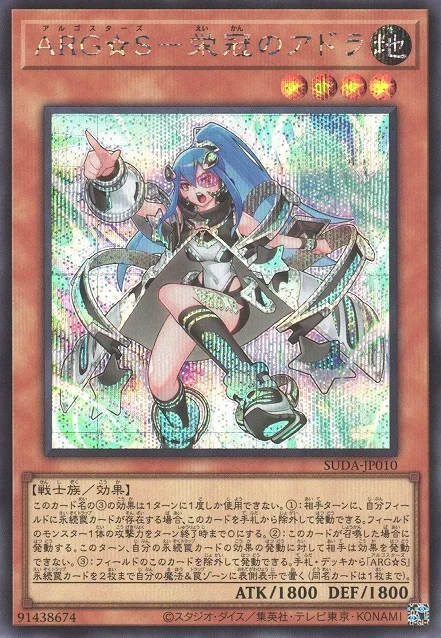 アルゴスターズ えいかん
ARG☆S－栄冠のアドラ
地
SUDA-JP010
【戦士族／効果】
このカード名の③の効果は１ターンに１度しか使用できない。①：相手ターンに、自分フィー
ルドに永続罠カードが存在する場合、このカードを手札から除外して発動できる。フィールド
のモンスター１体の攻撃力をターン終了時まで０にする。②：このカードが召喚した場合に
発動できる。このターン、自分の永続罠カードの効果の発動に対して相手は効果を発動
できない。③：フィールドのこのカードを除外して発動できる。手札・デッキから「ARG☆S」
永続罠カードを２枚まで自分の魔法&罠ゾーンに表側表示で置く(同名カードは１枚まで)。
ATK/1800 DEF/1800
91438674
©スタジオ・ダイス／集英社・テレビ東京・KONAMI